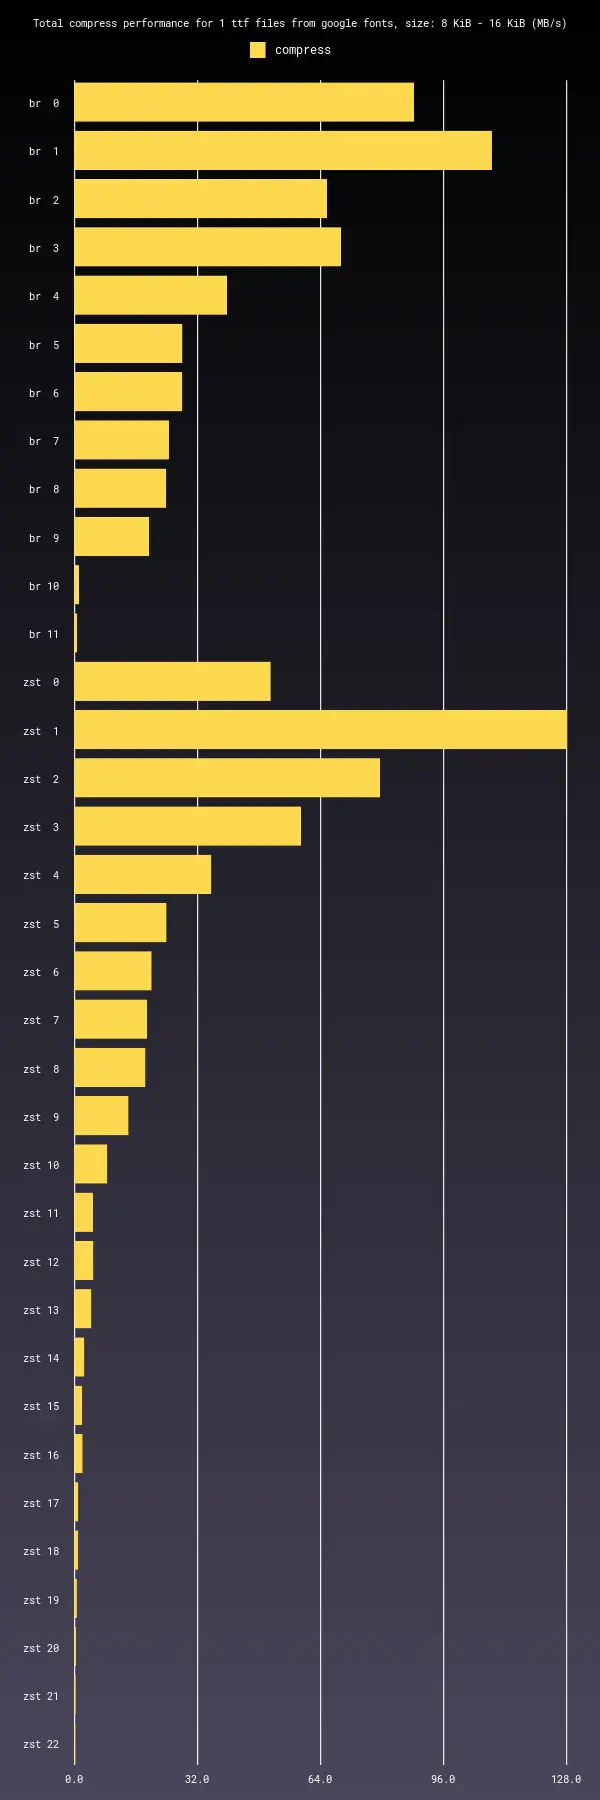 Total compress performance for 1 ttf files from google fonts, size: 8 KiB - 16 KiB (MB/s)
compress
br  0
br  1
br  2
br  3
br  4
br  5
br  6
br  7
br  8
br  9
br 10
br 11
zst  0
zst  1
zst  2
zst  3
zst  4
zst  5
zst  6
zst  7
zst  8
zst  9
zst 10
zst 11
zst 12
zst 13
zst 14
zst 15
zst 16
zst 17
zst 18
zst 19
zst 20
zst 21
zst 22
0.0 32.0 64.0 96.0 128.0